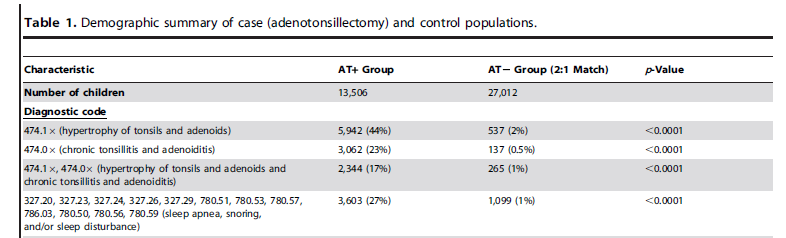 Table 1. Demographic summary of case (adenotonsillectomy) and control populations.
Characteristic AT+ Group AT− Group (2:1 Match) p-Value
Number of children 13,506 27,012
Diagnostic code
474.1× (hypertrophy of tonsils and adenoids) 5,942 (44%) 537 (2%) <0.0001
474.0× (chronic tonsillitis and adenoiditis) 3,062 (23%) 137 (0.5%) <0.0001
474.1×, 474.0× (hypertrophy of tonsils and adenoids and 2,344 (17%) 265 (1%) <0.0001
chronic tonsillitis and adenoiditis)
327.20, 327.23, 327.24, 327.26, 327.29, 780.51, 780.53, 780.57, 3,603 (27%) 1,099 (1%) <0.0001
786.03, 780.50, 780.56, 780.59 (sleep apnea, snoring,
and/or sleep disturbance)